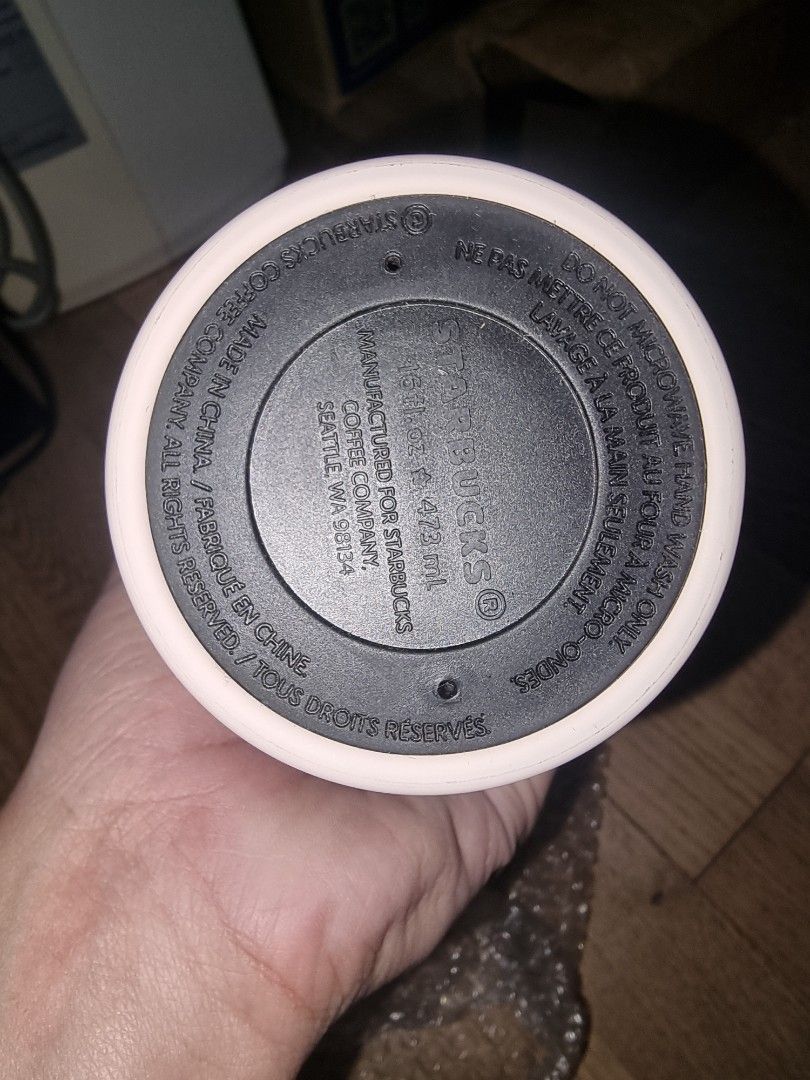 DO NOT MICROWAVE HAND WASH ONLY.
NE PAS METTRE CE PRODUIT AU FOUR A MICRO-ONDES.
LAVAGE À LA MAIN SEULEMENT.
STARBUCKS®
16 fl. oz ¢ 473 ml
MANUFACTURED FOR STARBUCKS
COFFEE COMPANY,
SEATTLE, WA 98134
MIADE IN CHINA / FABRIQUÉ EN CHINE.
© STARBUCKS COFFEE COMPANY. ALL RIGHTS RESERVED. / TOUS DROITS RÉSERVÉS.